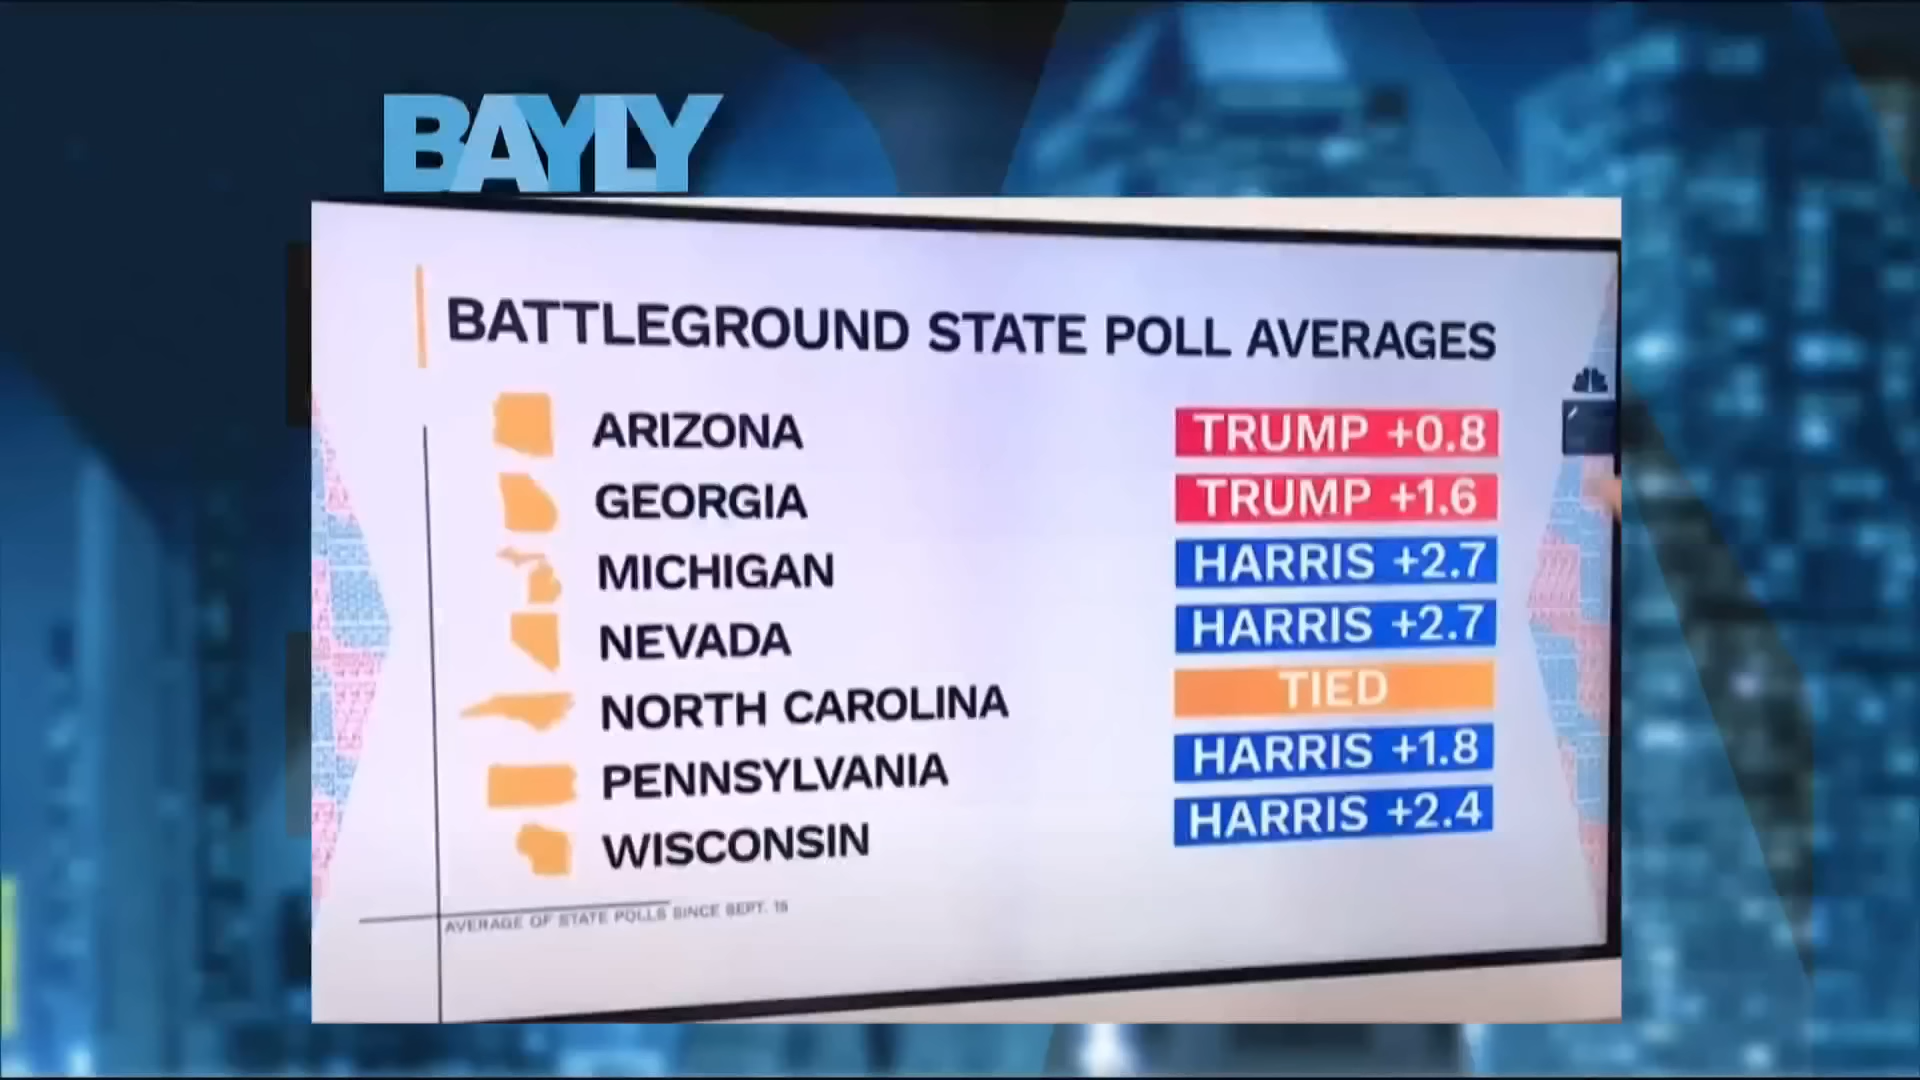 BAYLY
BATTLEGROUND STATE POLL AVERAGES
ARIZONA TRUMP +0.8
GEORGIA TRUMP +1.6
MICHIGAN HARRIS +2.7
NEVADA HARRIS +2.7
NORTH CAROLINA TIED
PENNSYLVANIA HARRIS +1.8
WISCONSIN HARRIS +2.4
AVERAGE OF STATE POLLS SINCE SEPT. 15